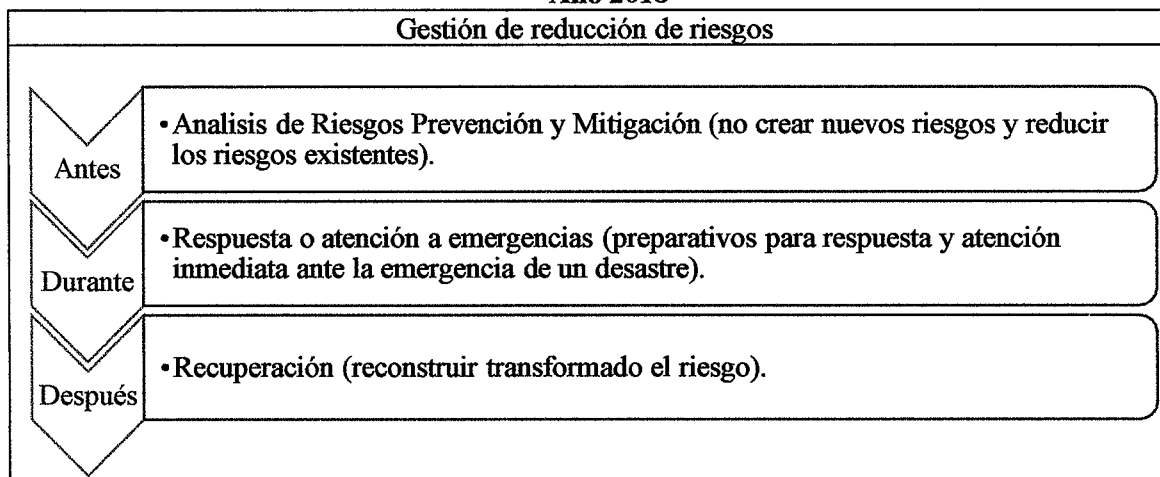 Gestión de reducción de riesgos
Antes
•Analisis de Riesgos Prevención y Mitigación (no crear nuevos riesgos y reducir
los riesgos existentes).
Durante
•Respuesta o atención a emergencias (preparativos para respuesta y atención
inmediata ante la emergencia de un desastre).
Después
•Recuperación (reconstruir transformado el riesgo).